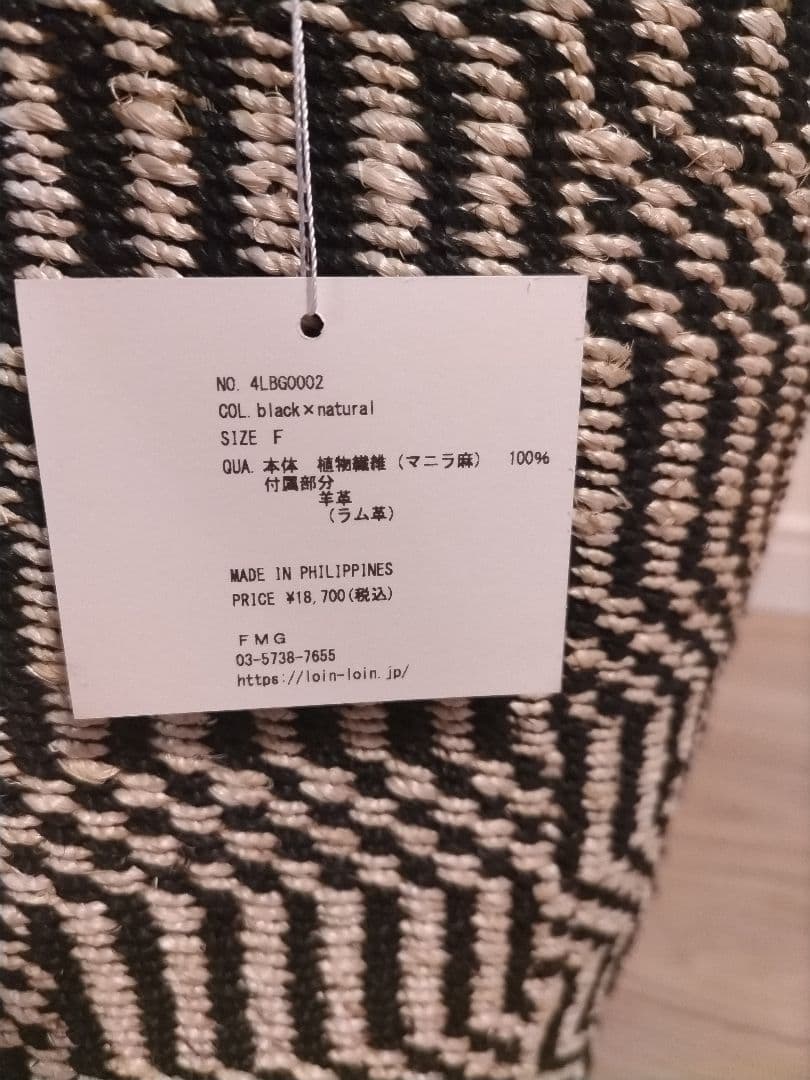 NO. 4LBG0002
COL. black×natural
SIZE F
QUA. 本体 植物繊維（マニラ麻） 100%
付属部分
羊革
（ラム革）
MADE IN PHILIPPINES
PRICE ¥18,700(税込)
FMG
03-5738-7655
https://loin-loin.jp/